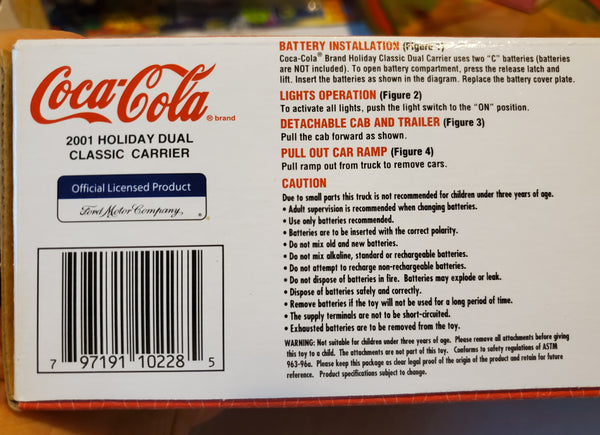 Coca-Cola ® brand
2001 HOLIDAY DUAL
CLASSIC CARRIER
Official Licensed Product
Ford Motor Company,
7 97191 10228 5
BATTERY INSTALLATION (Figure 1)
Coca-Cola® Brand Holiday Classic Dual Carrier uses two "C" batteries (batteries
are NOT included). To open battery compartment, press the release latch and
lift. Insert the batteries as shown in the illustration. Replace the battery cover plate.
LIGHTS OPERATION (Figure 2)
To activate all lights, push the light switch to the "ON" position.
DETACHABLE CAB AND TRAILER (Figure 3)
Pull the cab forward as shown.
PULL OUT CAR RAMP (Figure 4)
Pull ramp out from truck to remove cars.
CAUTION
Due to small parts this truck is not recommended for children under three years of age.
• Adult supervision is recommended when changing batteries.
• Use only batteries recommended.
• Batteries are to be inserted with the correct polarity.
• Do not mix old and new batteries.
• Do not mix alkaline, standard or rechargeable batteries.
• Do not attempt to recharge non-rechargeable batteries.
• Do not dispose of batteries in fire. Batteries may explode or leak.
• Dispose of batteries safely and correctly.
• Remove batteries if the toy will not be used for a long period of time.
• The supply terminals are not to be short-circuited.
• Exhausted batteries are to be removed from the toy.
WARNING: Not suitable for children under three years of age. Please remove all attachments before giving
this toy to a child. The attachments are not part of this toy. Conforms to safety regulations of ASTM
963-96a. Please keep this package as clear legal proof of the origin of the product and retain for future
reference. Product specifications subject to change.